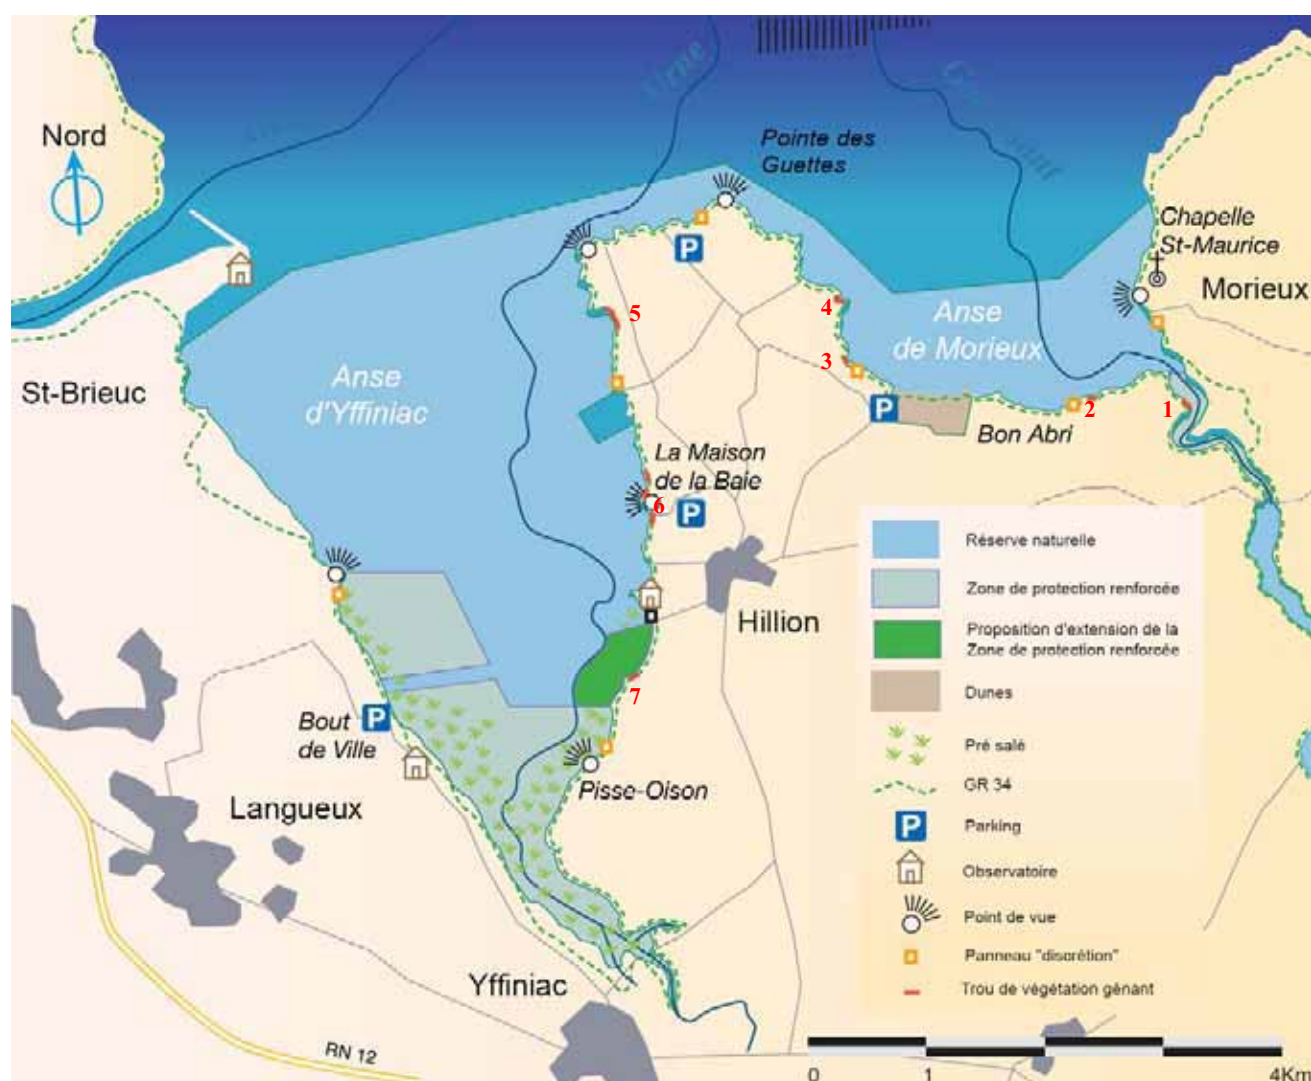 Nord
Urne
Pointe des
Guettes
Chapelle
St-Maurice
Morieux
4
5
Anse
de Morieux
3
St-Brieuc
Anse
d'Yffiniac
2
1
Bon Abri
La Maison
de la Baie
6
P
P
P
Hillion
7
Bout
de Ville
P
Pisse-Oison
Langueux
Yffiniac
RN 12
Réserve naturelle
Zone de protection renforcée
Proposition d'extension de la
Zone de protection renforcée
Dunes
Pré salé
GR 34
P
Parking
Observatoire
Point de vue
Panneau "discrétion"
Trou de végétation gênant
0
1
4Km